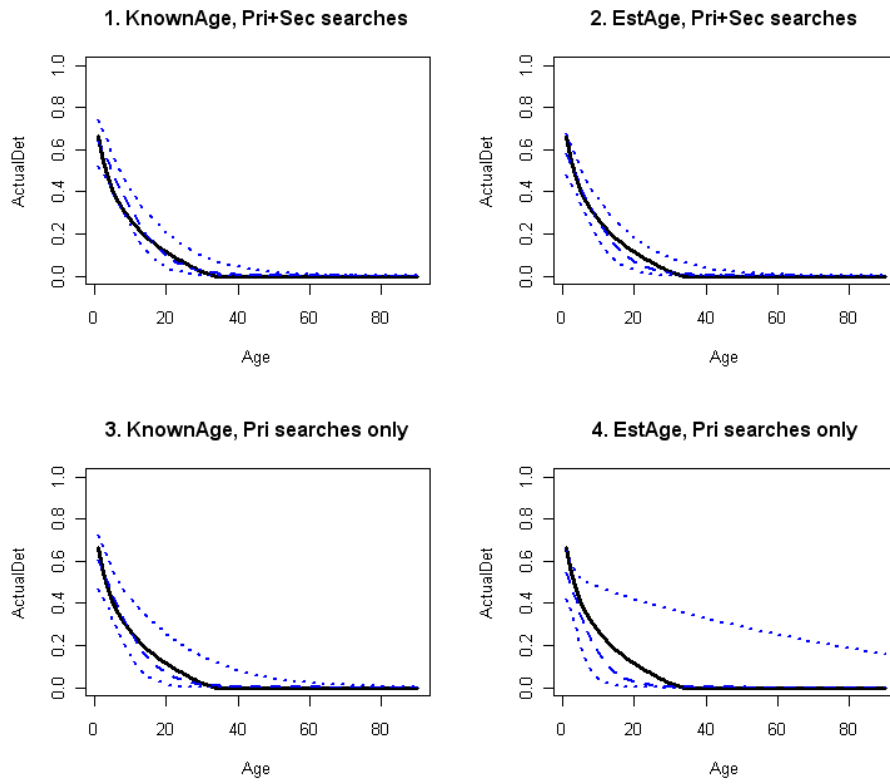 1. KnownAge, Pri+Sec searches
ActualDet
0.0 0.2 0.4 0.6 0.8 1.0
0 20 40 60 80
Age
2. EstAge, Pri+Sec searches
ActualDet
0.0 0.2 0.4 0.6 0.8 1.0
0 20 40 60 80
Age
3. KnownAge, Pri searches only
ActualDet
0.0 0.2 0.4 0.6 0.8 1.0
0 20 40 60 80
Age
4. EstAge, Pri searches only
ActualDet
0.0 0.2 0.4 0.6 0.8 1.0
0 20 40 60 80
Age